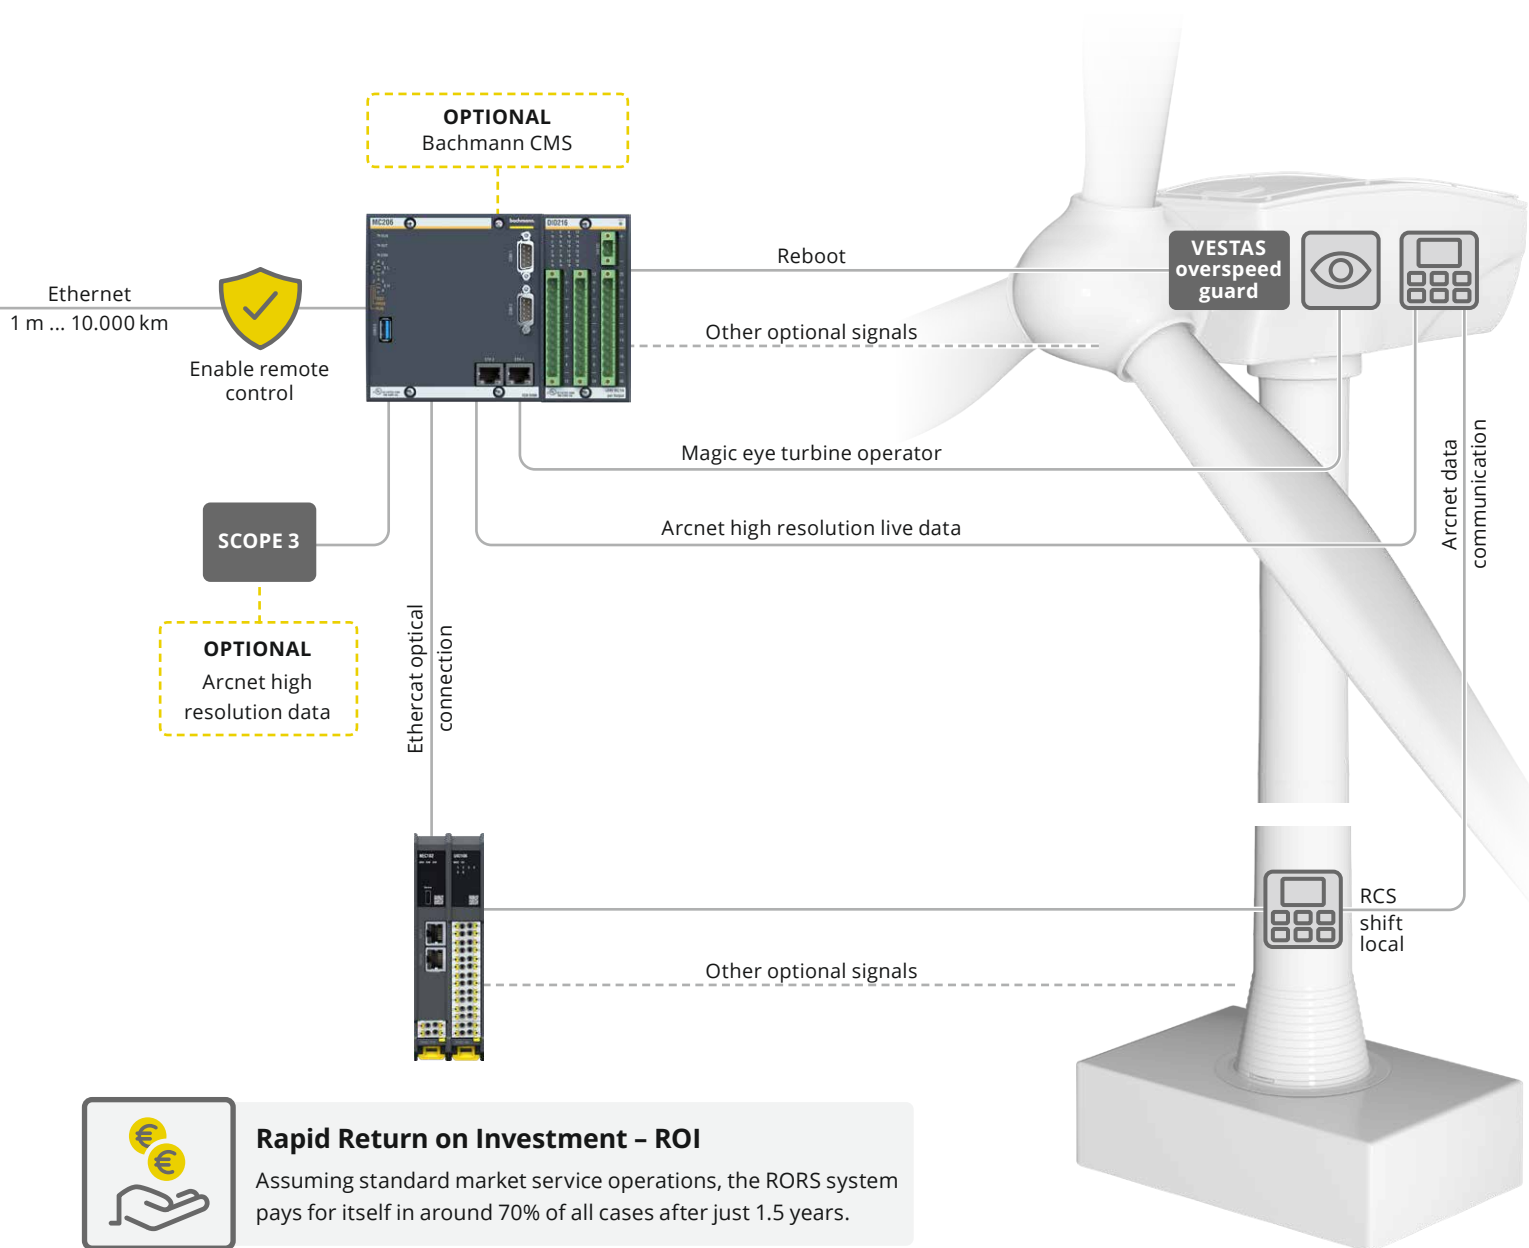 OPTIONAL
Bachmann CMS
MC206
bachmann.
DIO216
Reboot
VESTAS
overspeed
guard
Ethernet
1 m ... 10.000 km
Enable remote
control
Other optional signals
Magic eye turbine operator
Arcnet high resolution live data
Arcnet data
communication
SCOPE 3
OPTIONAL
Arcnet high
resolution data
Ethercat optical
connection
RCS
shift
local
Other optional signals
€
€
Rapid Return on Investment – ROI
Assuming standard market service operations, the RORS system
pays for itself in around 70% of all cases after just 1.5 years.